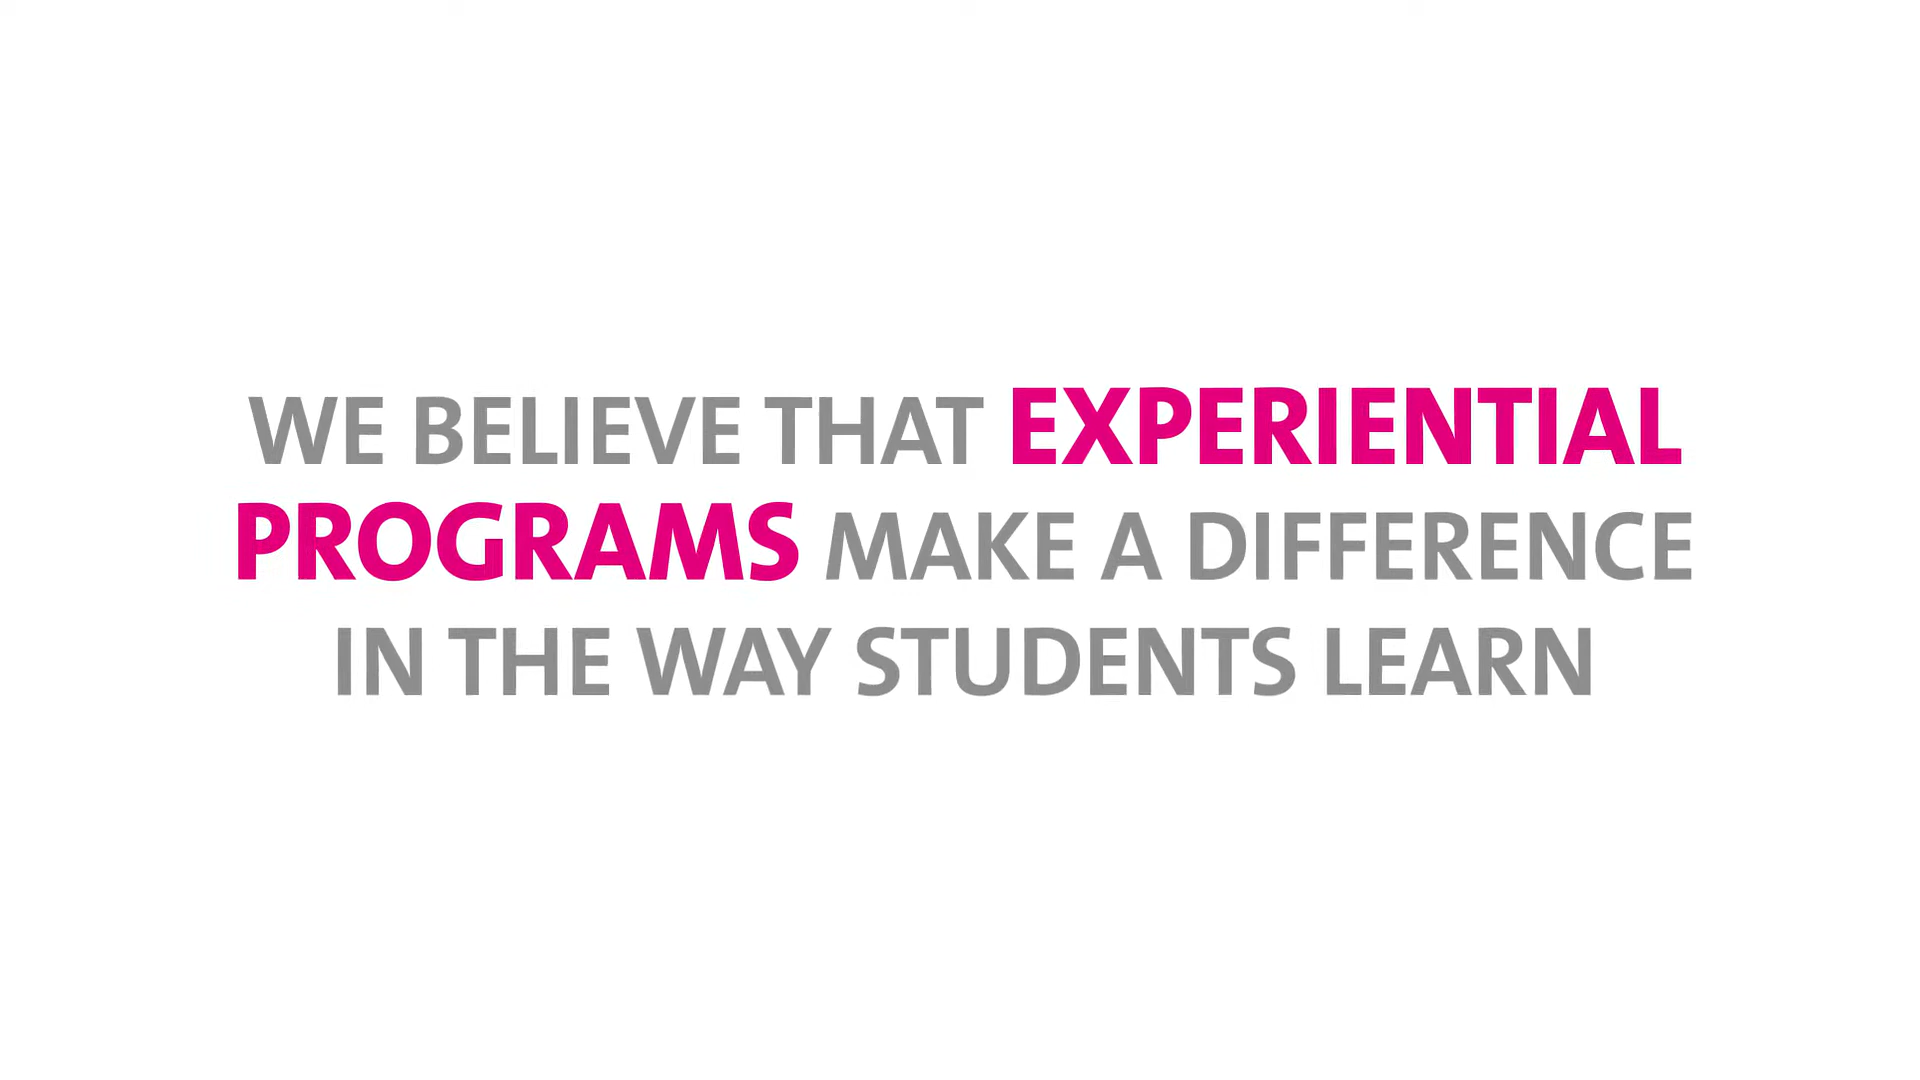 WE BELIEVE THAT EXPERIENTIAL
PROGRAMS MAKE A DIFFERENCE
IN THE WAY STUDENTS LEARN